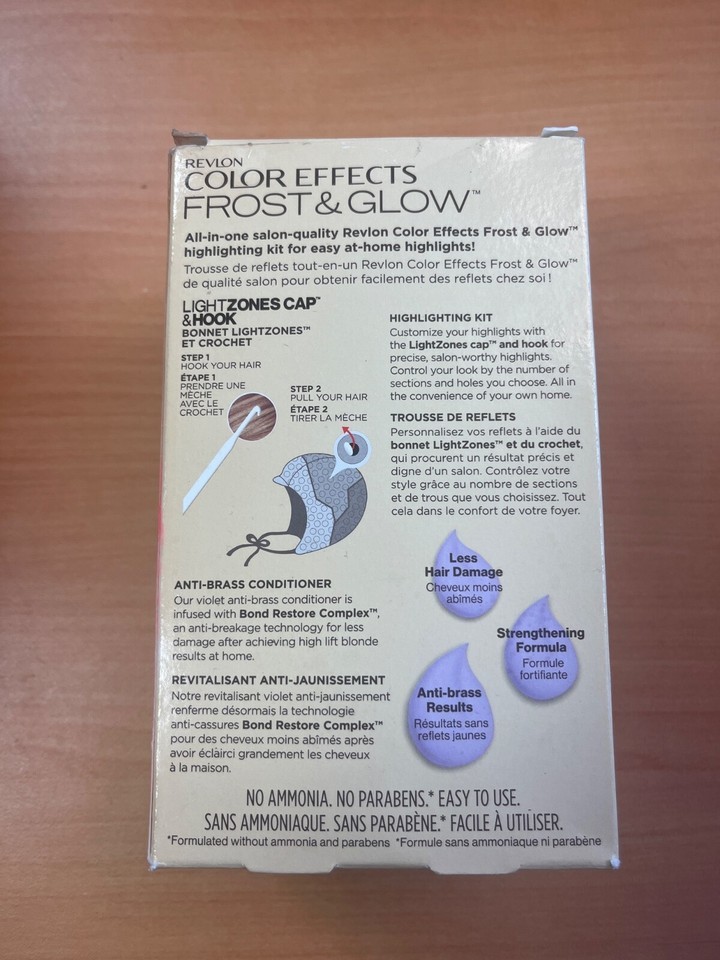 REVLON
COLOR EFFECTS
FROST & GLOW™
All-in-one salon-quality Revlon Color Effects Frost & Glow™
highlighting kit for easy at-home highlights!
Trousse de reflets tout-en-un Revlon Color Effects Frost & Glow™
de qualité salon pour obtenir facilement des reflets chez soi !
LIGHTZONES CAP™
&HOOK
BONNET LIGHTZONES™
ET CROCHET
STEP 1
HOOK YOUR HAIR
ÉTAPE 1
PRENDRE UNE
MÈCHE
AVEC LE
CROCHET
STEP 2
PULL YOUR HAIR
ÉTAPE 2
TIRER LA MÈCHE
HIGHLIGHTING KIT
Customize your highlights with
the LightZones cap™ and hook for
precise, salon-worthy highlights.
Control your look by the number of
sections and holes you choose. All in
the convenience of your own home.
TROUSSE DE REFLETS
Personnalisez vos reflets à l'aide du
bonnet LightZones™ et du crochet,
qui procurent un résultat précis et
digne d'un salon. Contrôlez votre
style grâce au nombre de sections
et de trous que vous choisissez. Tout
cela dans le confort de votre foyer.
ANTI-BRASS CONDITIONER
Our violet anti-brass conditioner is
infused with Bond Restore Complex™,
an anti-breakage technology for less
damage after achieving high lift blonde
results at home.
REVITALISANT ANTI-JAUNISSEMENT
Notre revitalisant violet anti-jaunissement
renferme désormais la technologie
anti-cassures Bond Restore Complex™
pour des cheveux moins abîmés après
avoir éclairci grandement les cheveux
à la maison.
Less
Hair Damage
Cheveux moins
abîmés
Strengthening
Formula
Formule
fortifiante
Anti-brass
Results
Résultats sans
reflets jaunes
NO AMMONIA. NO PARABENS.* EASY TO USE.
SANS AMMONIAQUE. SANS PARABÈNE.* FACILE À UTILISER.
*Formulated without ammonia and parabens *Formule sans ammoniaque ni parabène